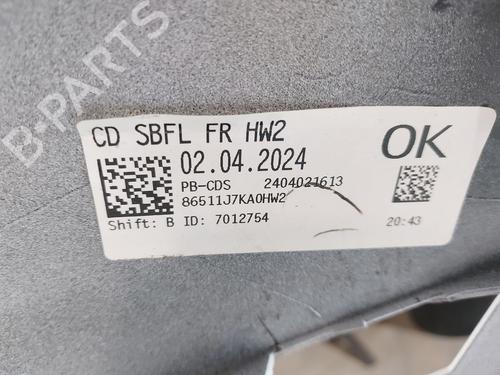 B-PARTS
CD SBFL FR HW2
02.04.2024
OK
PB-CDS 2404021613
86511J7KA0HW2
Shift: B ID: 7012754
20:43